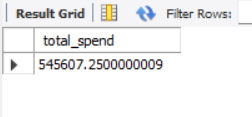 Result Grid Filter Rows:
total_spend
545607.2500000009